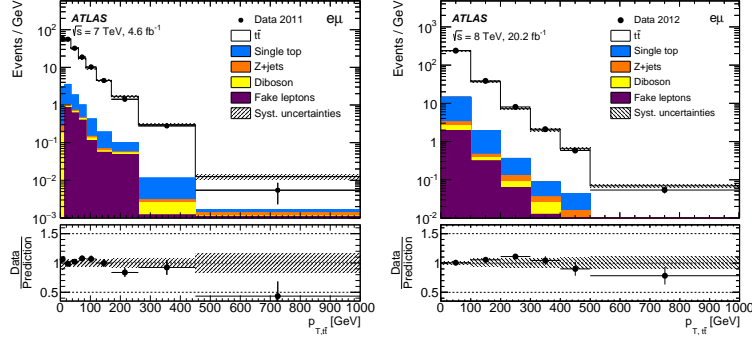 Events / GeV
ATLAS
√s = 7 TeV, 4.6 fb⁻¹
eμ
Data 2011
tt̄
Single top
Z+jets
Diboson
Fake leptons
Syst. uncertainties
10²
10
1
10⁻¹
10⁻²
10⁻³
Data
Prediction
1.5
1
0.5
0 100 200 300 400 500 600 700 800 900 1000
p_T,tt̄ [GeV]
Events / GeV
ATLAS
√s = 8 TeV, 20.2 fb⁻¹
eμ
Data 2012
tt̄
Single top
Z+jets
Diboson
Fake leptons
Syst. uncertainties
10⁴
10³
10²
10
1
10⁻¹
10⁻²
Data
Prediction
1.5
1
0.5
0 100 200 300 400 500 600 700 800 900 1000
p_T,tt̄ [GeV]